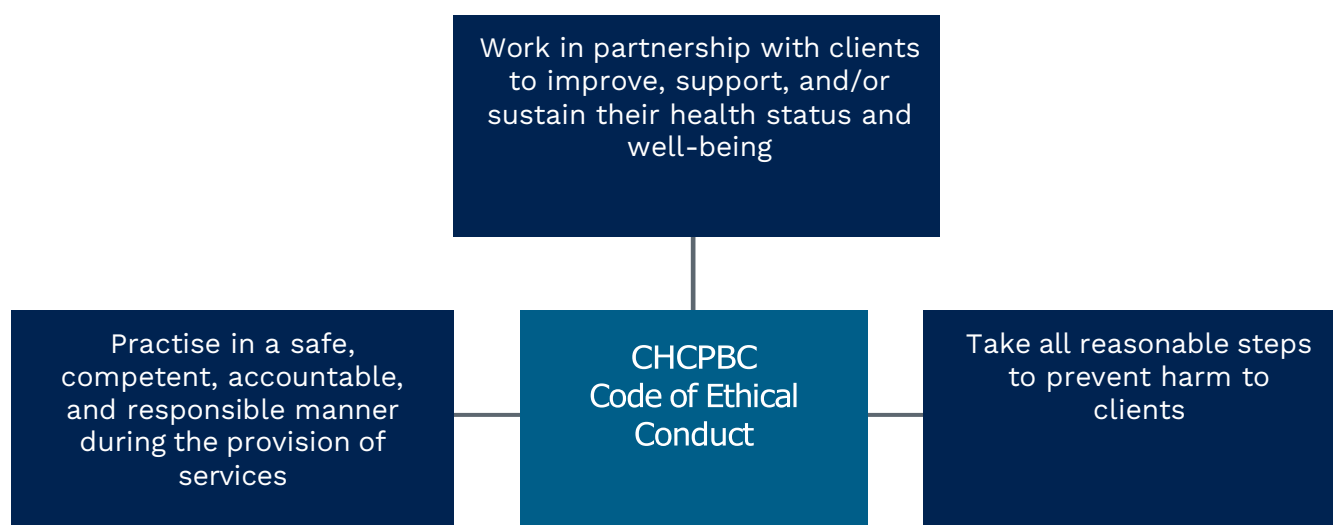 Work in partnership with clients
to improve, support, and/or
sustain their health status and
well-being
Practise in a safe,
competent, accountable,
and responsible manner
during the provision of
services
CHCPBC
Code of Ethical
Conduct
Take all reasonable steps
to prevent harm to
clients